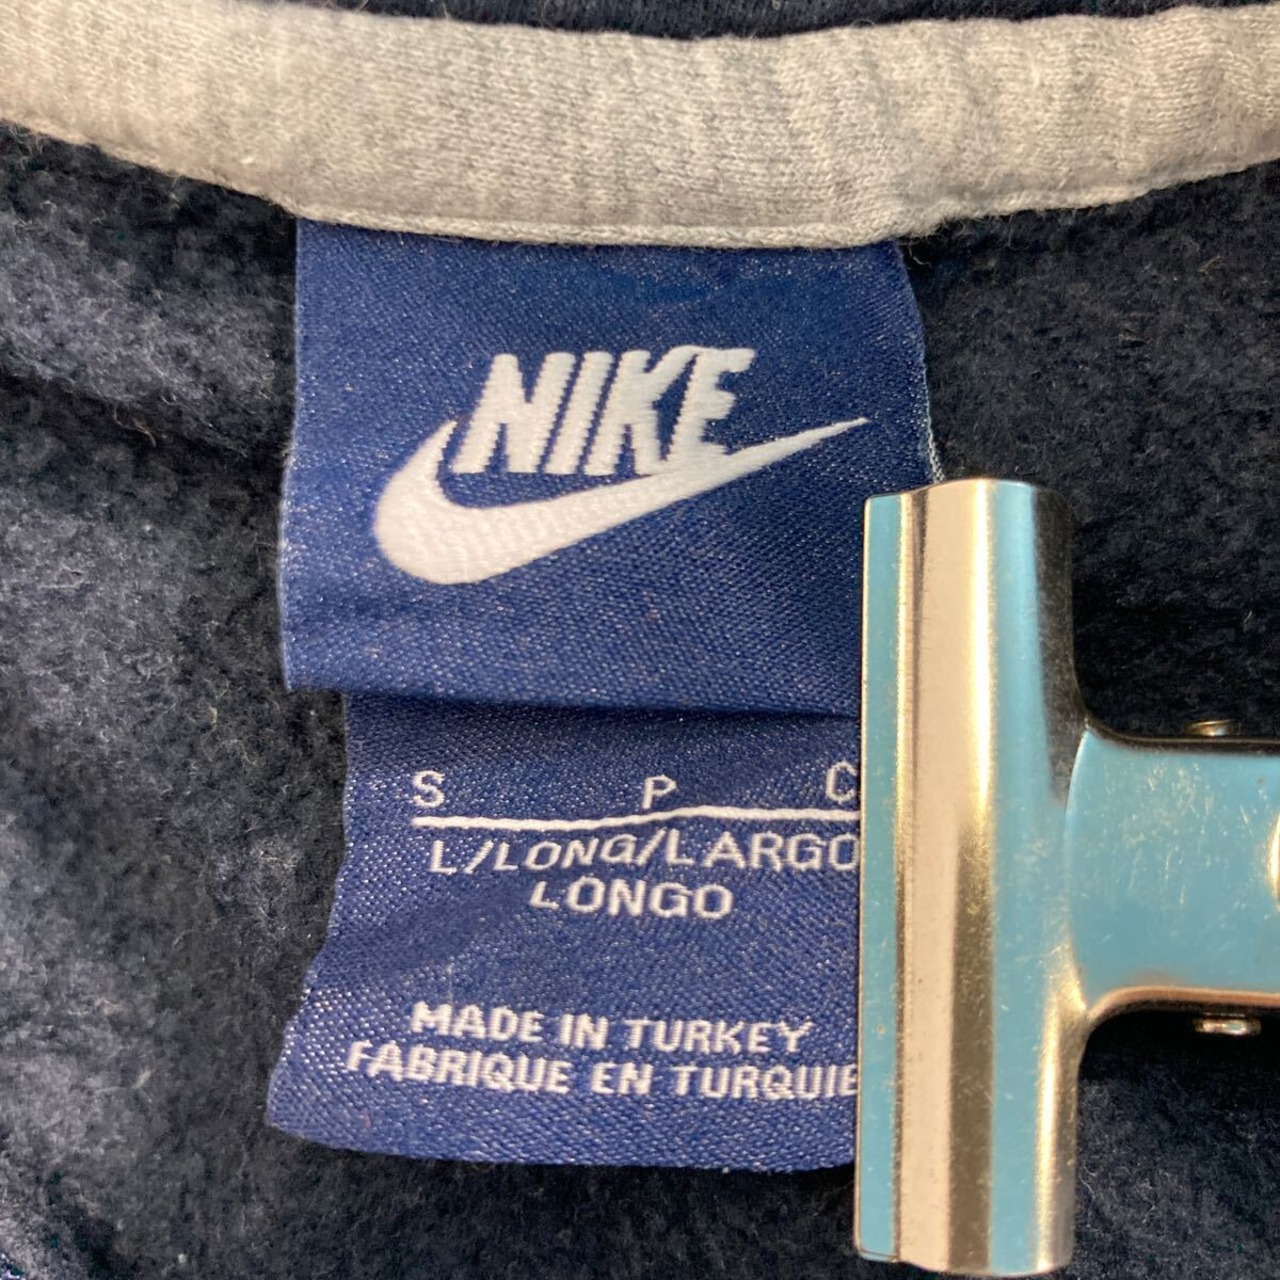 NIKE
S P C
L/LONG/LARGO
LONGO
MADE IN TURKEY
FABRIQUE EN TURQUIE